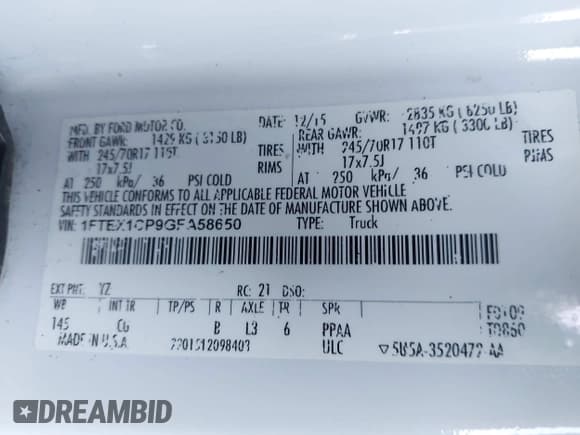 MFD. BY FORD MOTOR CO. DATE: 12/15 GVWR: 2835 KG ( 6250 LB)
FRONT GAWR: 1429 KG ( 3150 LB) REAR GAWR: 1497 KG ( 3300 LB)
WITH 245/70R17 110T TIRES WITH 245/70R17 110T TIRES
17x7.5J RIMS 17x7.5J RIMS
AT 250 kPa/ 36 PSI COLD AT 250 kPa/ 36 PSI COLD
THIS VEHICLE CONFORMS TO ALL APPLICABLE FEDERAL MOTOR VEHICLE
SAFETY STANDARDS IN EFFECT ON THE DATE OF MANUFACTURE SHOWN ABOVE.
VIN: 1FTEX1CP9GFA58650 TYPE: Truck
EXT PNT: YZ RC: 21 DSO:
WB INT TR TP/PS R AXLE TR SPR
145 CG B L3 6 PPAA
MADE IN U.S.A. ULC
▽5U5A-3520472-AA
DREAMBID